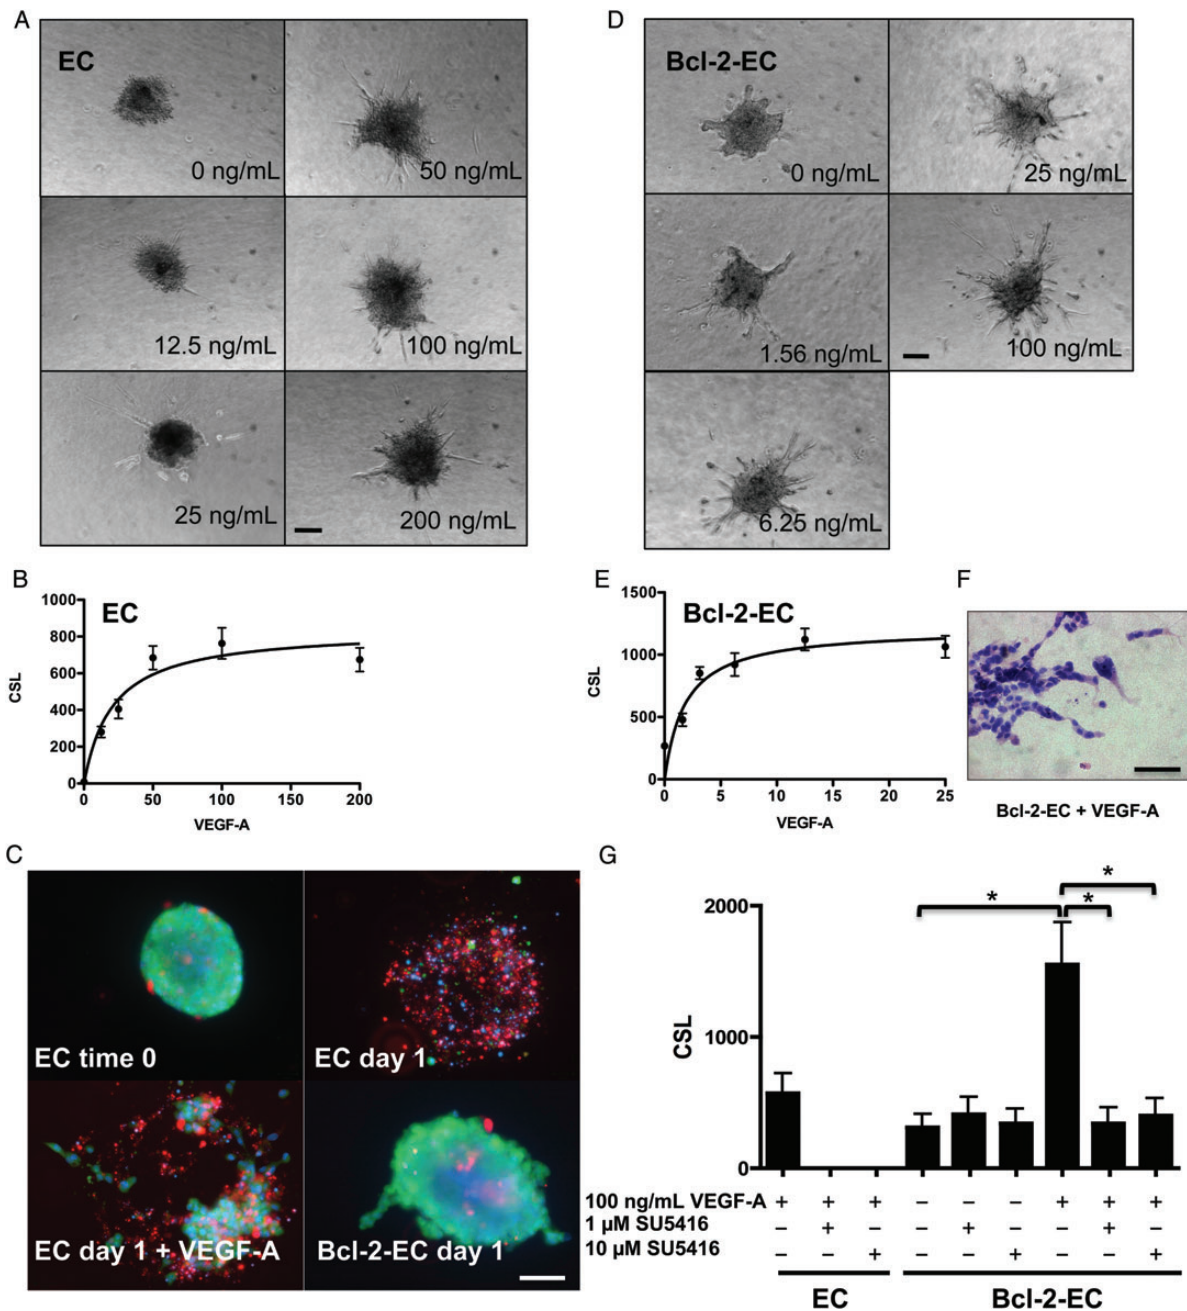 A
EC
0 ng/mL
50 ng/mL
12.5 ng/mL
100 ng/mL
25 ng/mL
200 ng/mL
D
Bcl-2-EC
0 ng/mL
25 ng/mL
1.56 ng/mL
100 ng/mL
6.25 ng/mL
B
EC
1000
800
600
400
200
0
CSL
0 50 100 150 200
VEGF-A
E
Bcl-2-EC
1500
1000
500
0
CSL
0 5 10 15 20 25
VEGF-A
F
Bcl-2-EC + VEGF-A
C
EC time 0
EC day 1
EC day 1 + VEGF-A
Bcl-2-EC day 1
G
* * *
2000
1000
0
CSL
100 ng/mL VEGF-A + + + − − − + + +
1 µM SU5416 − + − − + − − + −
10 µM SU5416 − − + − − + − − +
EC
Bcl-2-EC